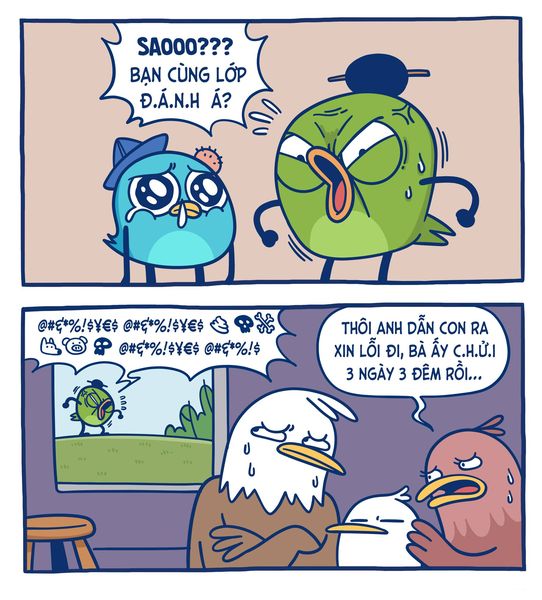 SAOOO???
BẠN CÙNG LỚP
Đ.Á.N.H Á?
@#£*%!$¥€$ @#%!$¥€$
@#£*%!$¥€$ @#%!$
THÔI ANH DẪN CON RA
XIN LỖI ĐI, BÀ ẤY C.H.Ử.I
3 NGÀY 3 ĐÊM RỒI...